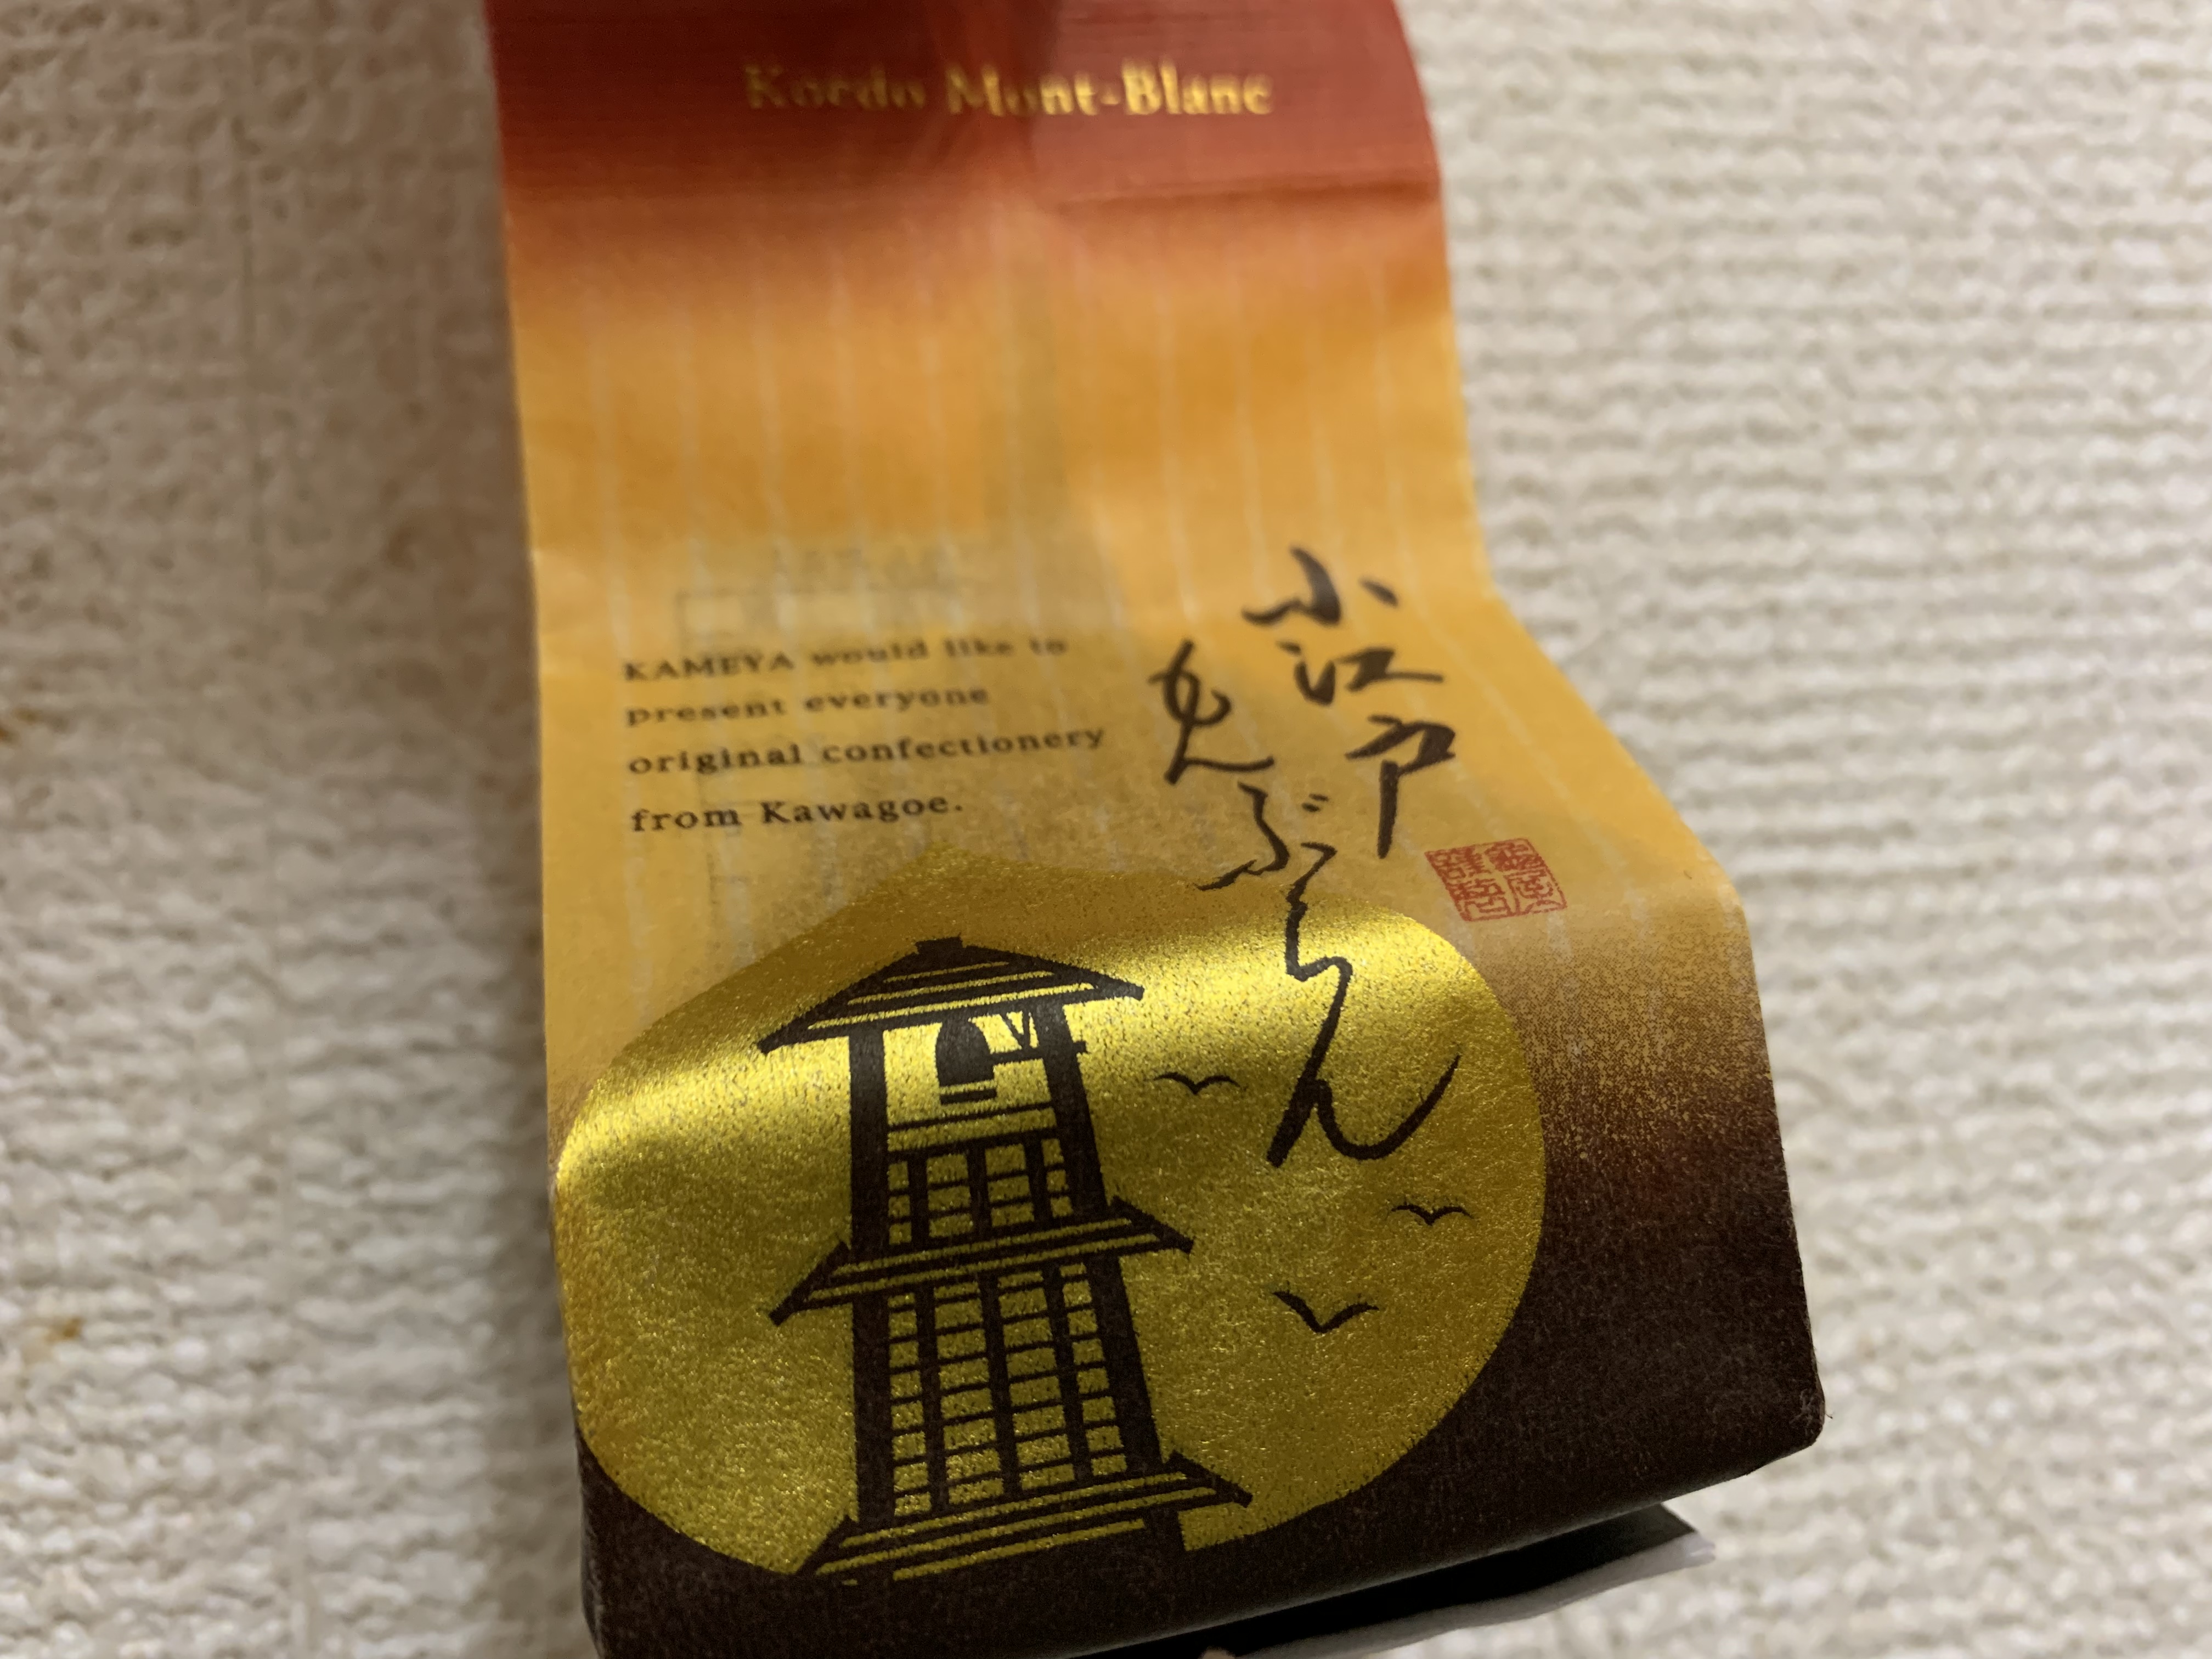 Koedo Mont-Blanc
KAMEYA would like to
present everyone
original confectionery
from Kawagoe.
小江戸
もんぶらん